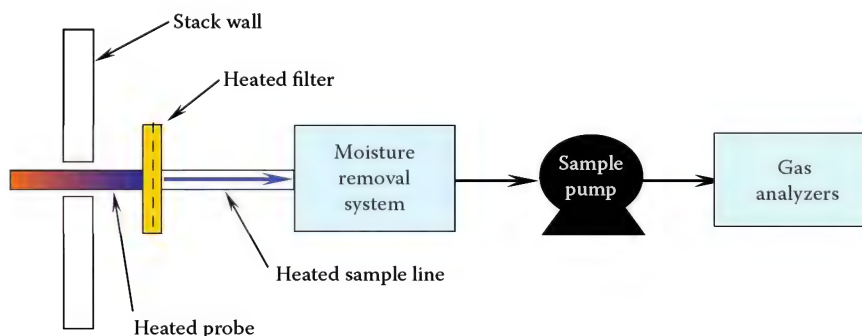 Stack wall
Heated filter
Moisture
removal
system
Sample
pump
Gas
analyzers
Heated sample line
Heated probe